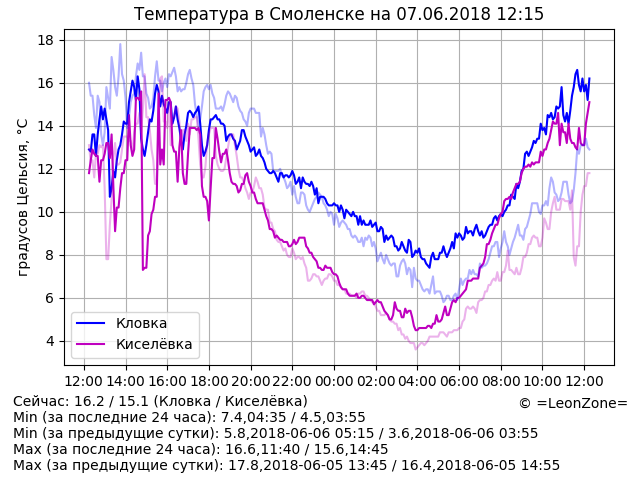 Температура в Смоленске на 07.06.2018 12:15
градусов Цельсия, °C
18
16
14
12
10
8
6
4
Кловка
Киселёвка
12:00 14:00 16:00 18:00 20:00 22:00 00:00 02:00 04:00 06:00 08:00 10:00 12:00
Сейчас: 16.2 / 15.1 (Кловка / Киселёвка)
© =LeonZone=
Min (за последние 24 часа): 7.4,04:35 / 4.5,03:55
Min (за предыдущие сутки): 5.8,2018-06-06 05:15 / 3.6,2018-06-06 03:55
Max (за последние 24 часа): 16.6,11:40 / 15.6,14:45
Max (за предыдущие сутки): 17.8,2018-06-05 13:45 / 16.4,2018-06-05 14:55